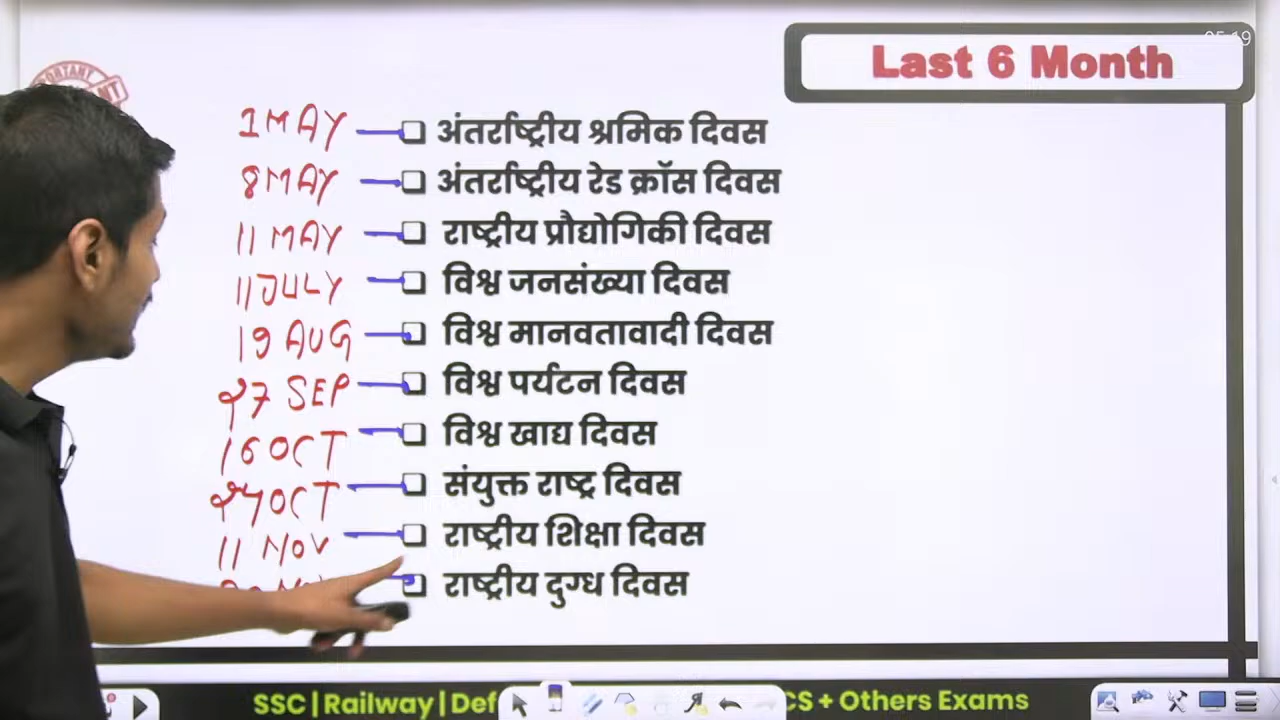 05:19
Last 6 Month
1 MAY ❑ अंतर्राष्ट्रीय श्रमिक दिवस
8 MAY ❑ अंतर्राष्ट्रीय रेड क्रॉस दिवस
11 MAY ❑ राष्ट्रीय प्रौद्योगिकी दिवस
11 JULY ❑ विश्व जनसंख्या दिवस
19 AUG ❑ विश्व मानवतावादी दिवस
27 SEP ❑ विश्व पर्यटन दिवस
16 OCT ❑ विश्व खाद्य दिवस
24 OCT ❑ संयुक्त राष्ट्र दिवस
11 NOV ❑ राष्ट्रीय शिक्षा दिवस
❑ राष्ट्रीय दुग्ध दिवस
SSC | Railway | Def CS + Others Exams